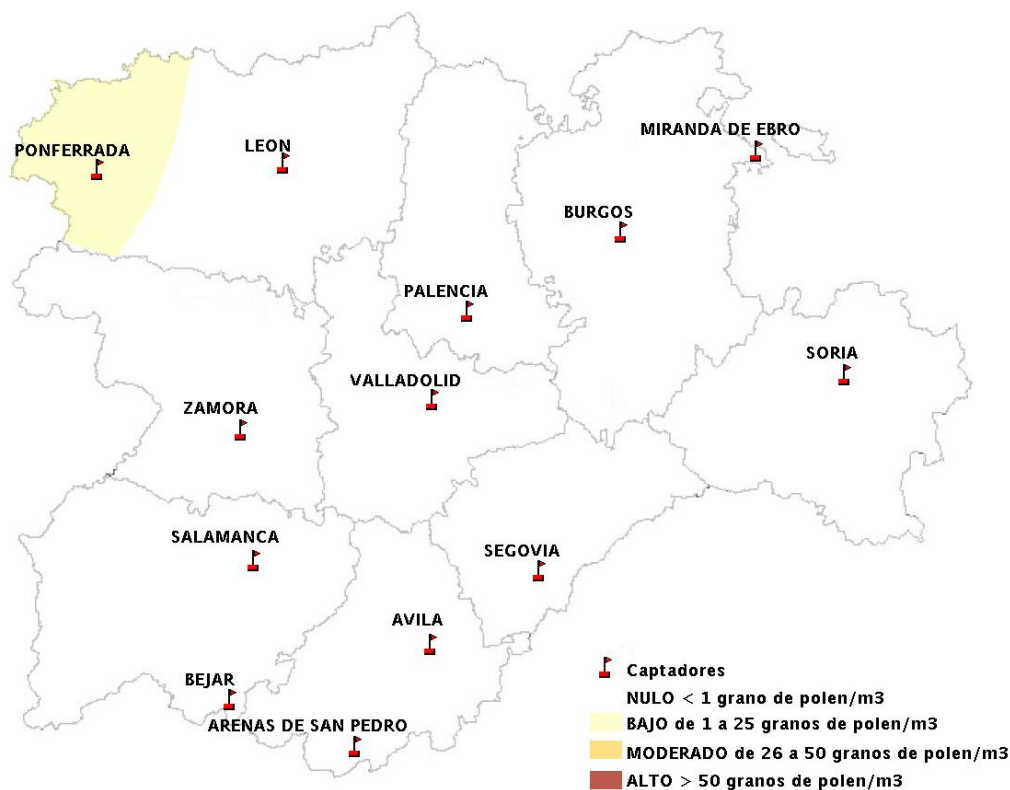 MIRANDA DE EBRO
PONFERRADA
LEON
BURGOS
PALENCIA
SORIA
VALLADOLID
ZAMORA
SALAMANCA
SEGOVIA
AVILA
BEJAR
ARENAS DE SAN PEDRO
Captadores
NULO < 1 grano de polen/m3
BAJO de 1 a 25 granos de polen/m3
MODERADO de 26 a 50 granos de polen/m3
ALTO > 50 granos de polen/m3